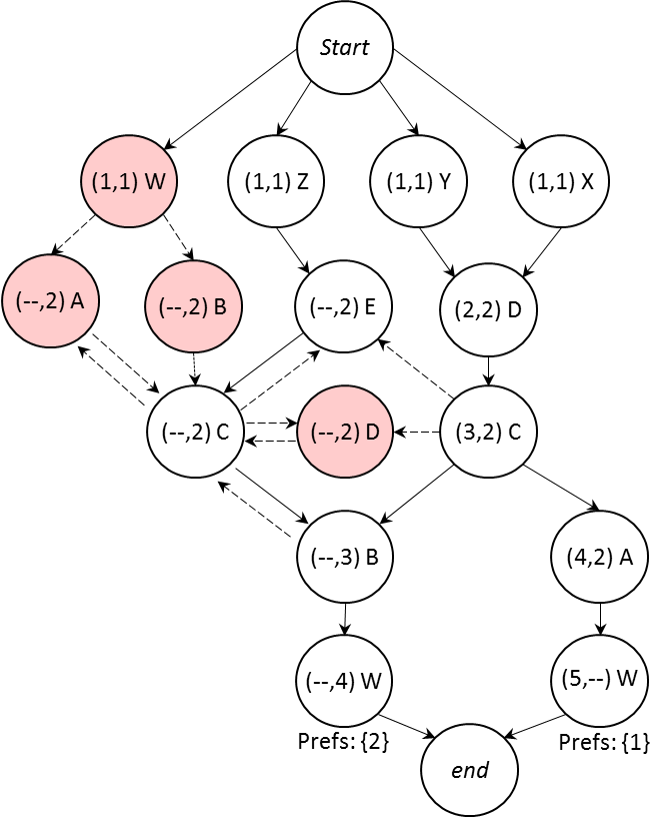 Start
(1,1) W
(1,1) Z
(1,1) Y
(1,1) X
(--,2) A
(--,2) B
(--,2) E
(2,2) D
(--,2) C
(--,2) D
(3,2) C
(--,3) B
(4,2) A
(--,4) W
(5,--) W
Prefs: {2}
Prefs: {1}
end